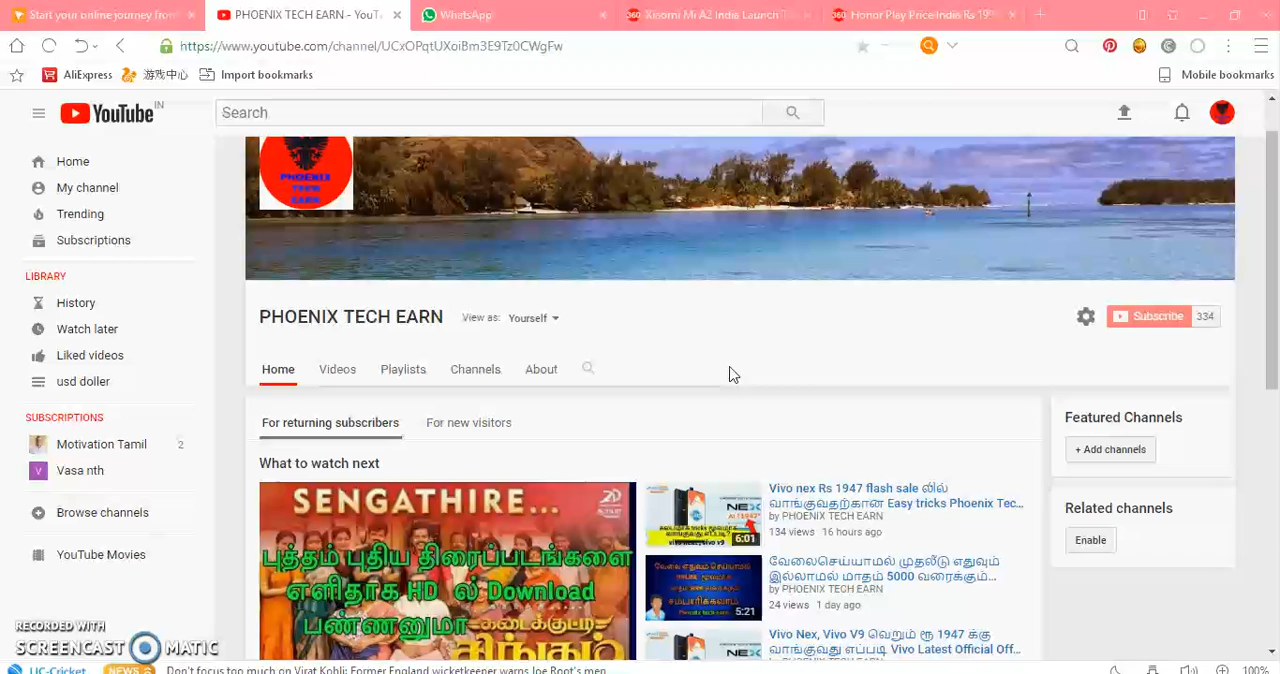 Start your online journey from
PHOENIX TECH EARN - YouT
WhatsApp
Xiaomi Mi A2 India Launch T
Honor Play Price India Rs 199
https://www.youtube.com/channel/UCxOPqtUXoiBm3E9Tz0CWgFw
AliExpress
游戏中心
Import bookmarks
Mobile bookmarks
YouTube IN
Search
Home
My channel
Trending
Subscriptions
LIBRARY
History
Watch later
Liked videos
usd doller
SUBSCRIPTIONS
Motivation Tamil 2
V Vasa nth
Browse channels
YouTube Movies
PHOENIX
TECH
EARN
PHOENIX TECH EARN
View as: Yourself
Subscribe 334
Home Videos Playlists Channels About
For returning subscribers For new visitors
What to watch next
SENGATHIRE...
புத்தம் புதிய திரைப்படங்களை
எளிதாக HD ல் Download
பண்ணனுமா
Vivo nex Rs 1947 flash sale லில்
வாங்குவதற்கான Easy tricks Phoenix Tec...
by PHOENIX TECH EARN
134 views 16 hours ago
6:01
வேலைசெய்யாமல் முதலீடு எதுவும்
இல்லாமல் மாதம் 5000 வரைக்கும்...
by PHOENIX TECH EARN
24 views 1 day ago
5:21
Vivo Nex, Vivo V9 வெறும் ரூ 1947 க்கு
வாங்குவது எப்படி Vivo Latest Official Off...
Featured Channels
+ Add channels
Related channels
Enable
RECORDED WITH
SCREENCAST MATIC
UC-Cricket
NEWS
Don't focus too much on Virat Kohli: Former England wicketkeeper warns Joe Root's men
100%